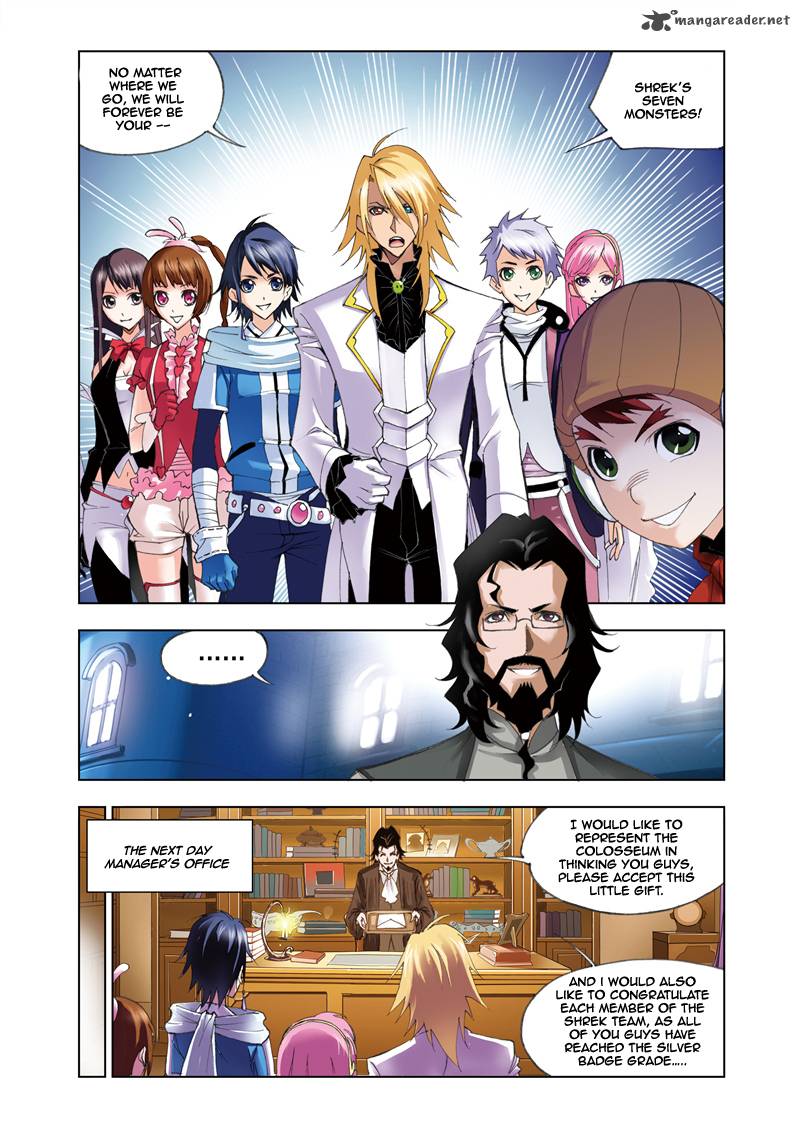 mangareader.net
NO MATTER
WHERE WE
GO, WE WILL
FOREVER BE
YOUR --
SHREK'S
SEVEN
MONSTERS!
......
THE NEXT DAY
MANAGER'S OFFICE
I WOULD LIKE TO
REPRESENT THE
COLOSSEUM IN
THINKING YOU GUYS,
PLEASE ACCEPT THIS
LITTLE GIFT.
AND I WOULD ALSO
LIKE TO CONGRATULATE
EACH MEMBER OF THE
SHREK TEAM, AS ALL
OF YOU GUYS HAVE
REACHED THE SILVER
BADGE GRADE.....